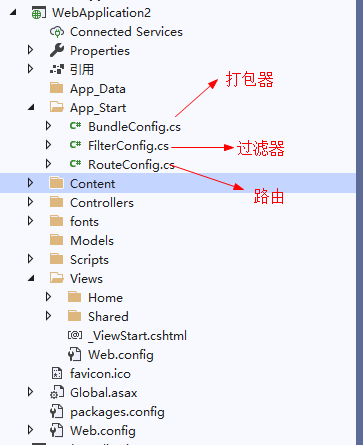 WebApplication2
Connected Services
Properties
引用
App_Data
App_Start
打包器
C# BundleConfig.cs
C# FilterConfig.cs
过滤器
C# RouteConfig.cs
路由
Content
Controllers
fonts
Models
Scripts
Views
Home
Shared
_ViewStart.cshtml
Web.config
favicon.ico
Global.asax
packages.config
Web.config